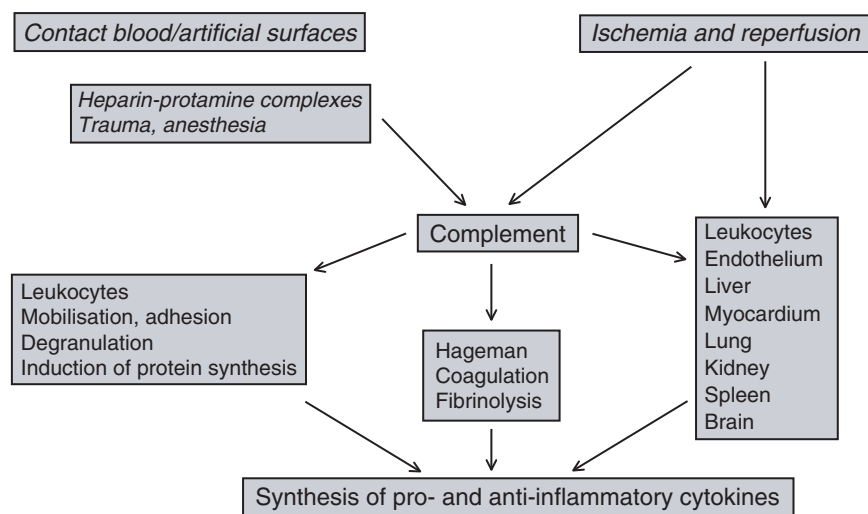 Contact blood/artificial surfaces
Ischemia and reperfusion
Heparin-protamine complexes
Trauma, anesthesia
Complement
Leukocytes
Mobilisation, adhesion
Degranulation
Induction of protein synthesis
Hageman
Coagulation
Fibrinolysis
Leukocytes
Endothelium
Liver
Myocardium
Lung
Kidney
Spleen
Brain
Synthesis of pro- and anti-inflammatory cytokines